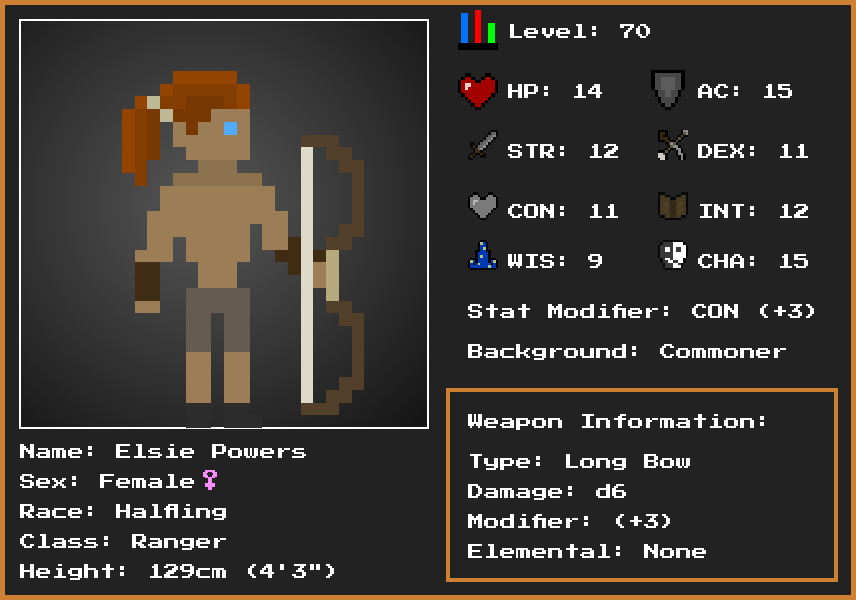 Level: 70
HP: 14
AC: 15
STR: 12
DEX: 11
CON: 11
INT: 12
WIS: 9
CHA: 15
Stat Modifier: CON (+3)
Background: Commoner
Weapon Information:
Type: Long Bow
Damage: d6
Modifier: (+3)
Elemental: None
Name: Elsie Powers
Sex: Female♀
Race: Halfling
Class: Ranger
Height: 129cm (4'3")